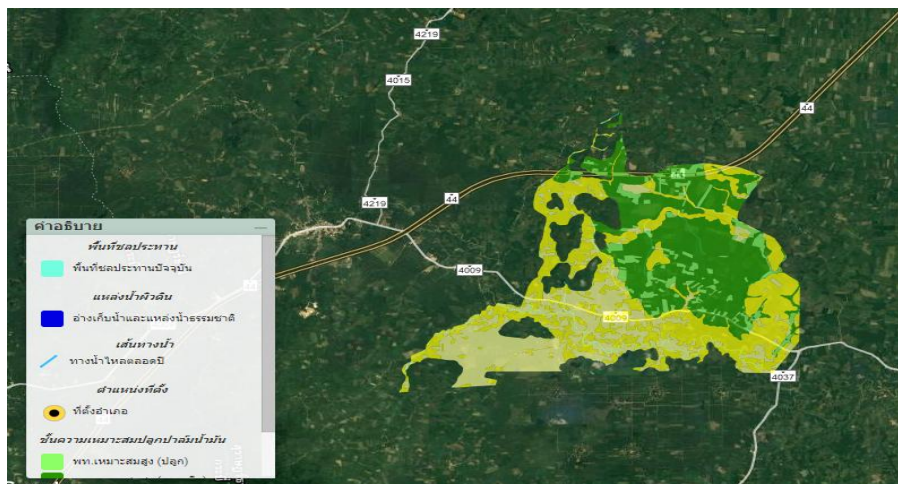 4219
4015
44
44
4219
4009
4009
4037
คำอธิบาย
พื้นที่ชลประทาน
พื้นที่ชลประทานปัจจุบัน
แหล่งน้ำผิวดิน
อ่างเก็บน้ำและแหล่งน้ำธรรมชาติ
เส้นทางน้ำ
ทางน้ำไหลตลอดปี
ตำแหน่งที่ตั้ง
ที่ตั้งอำเภอ
ชั้นความเหมาะสมปลูกปาล์มน้ำมัน
พท.เหมาะสมสูง (ปลูก)